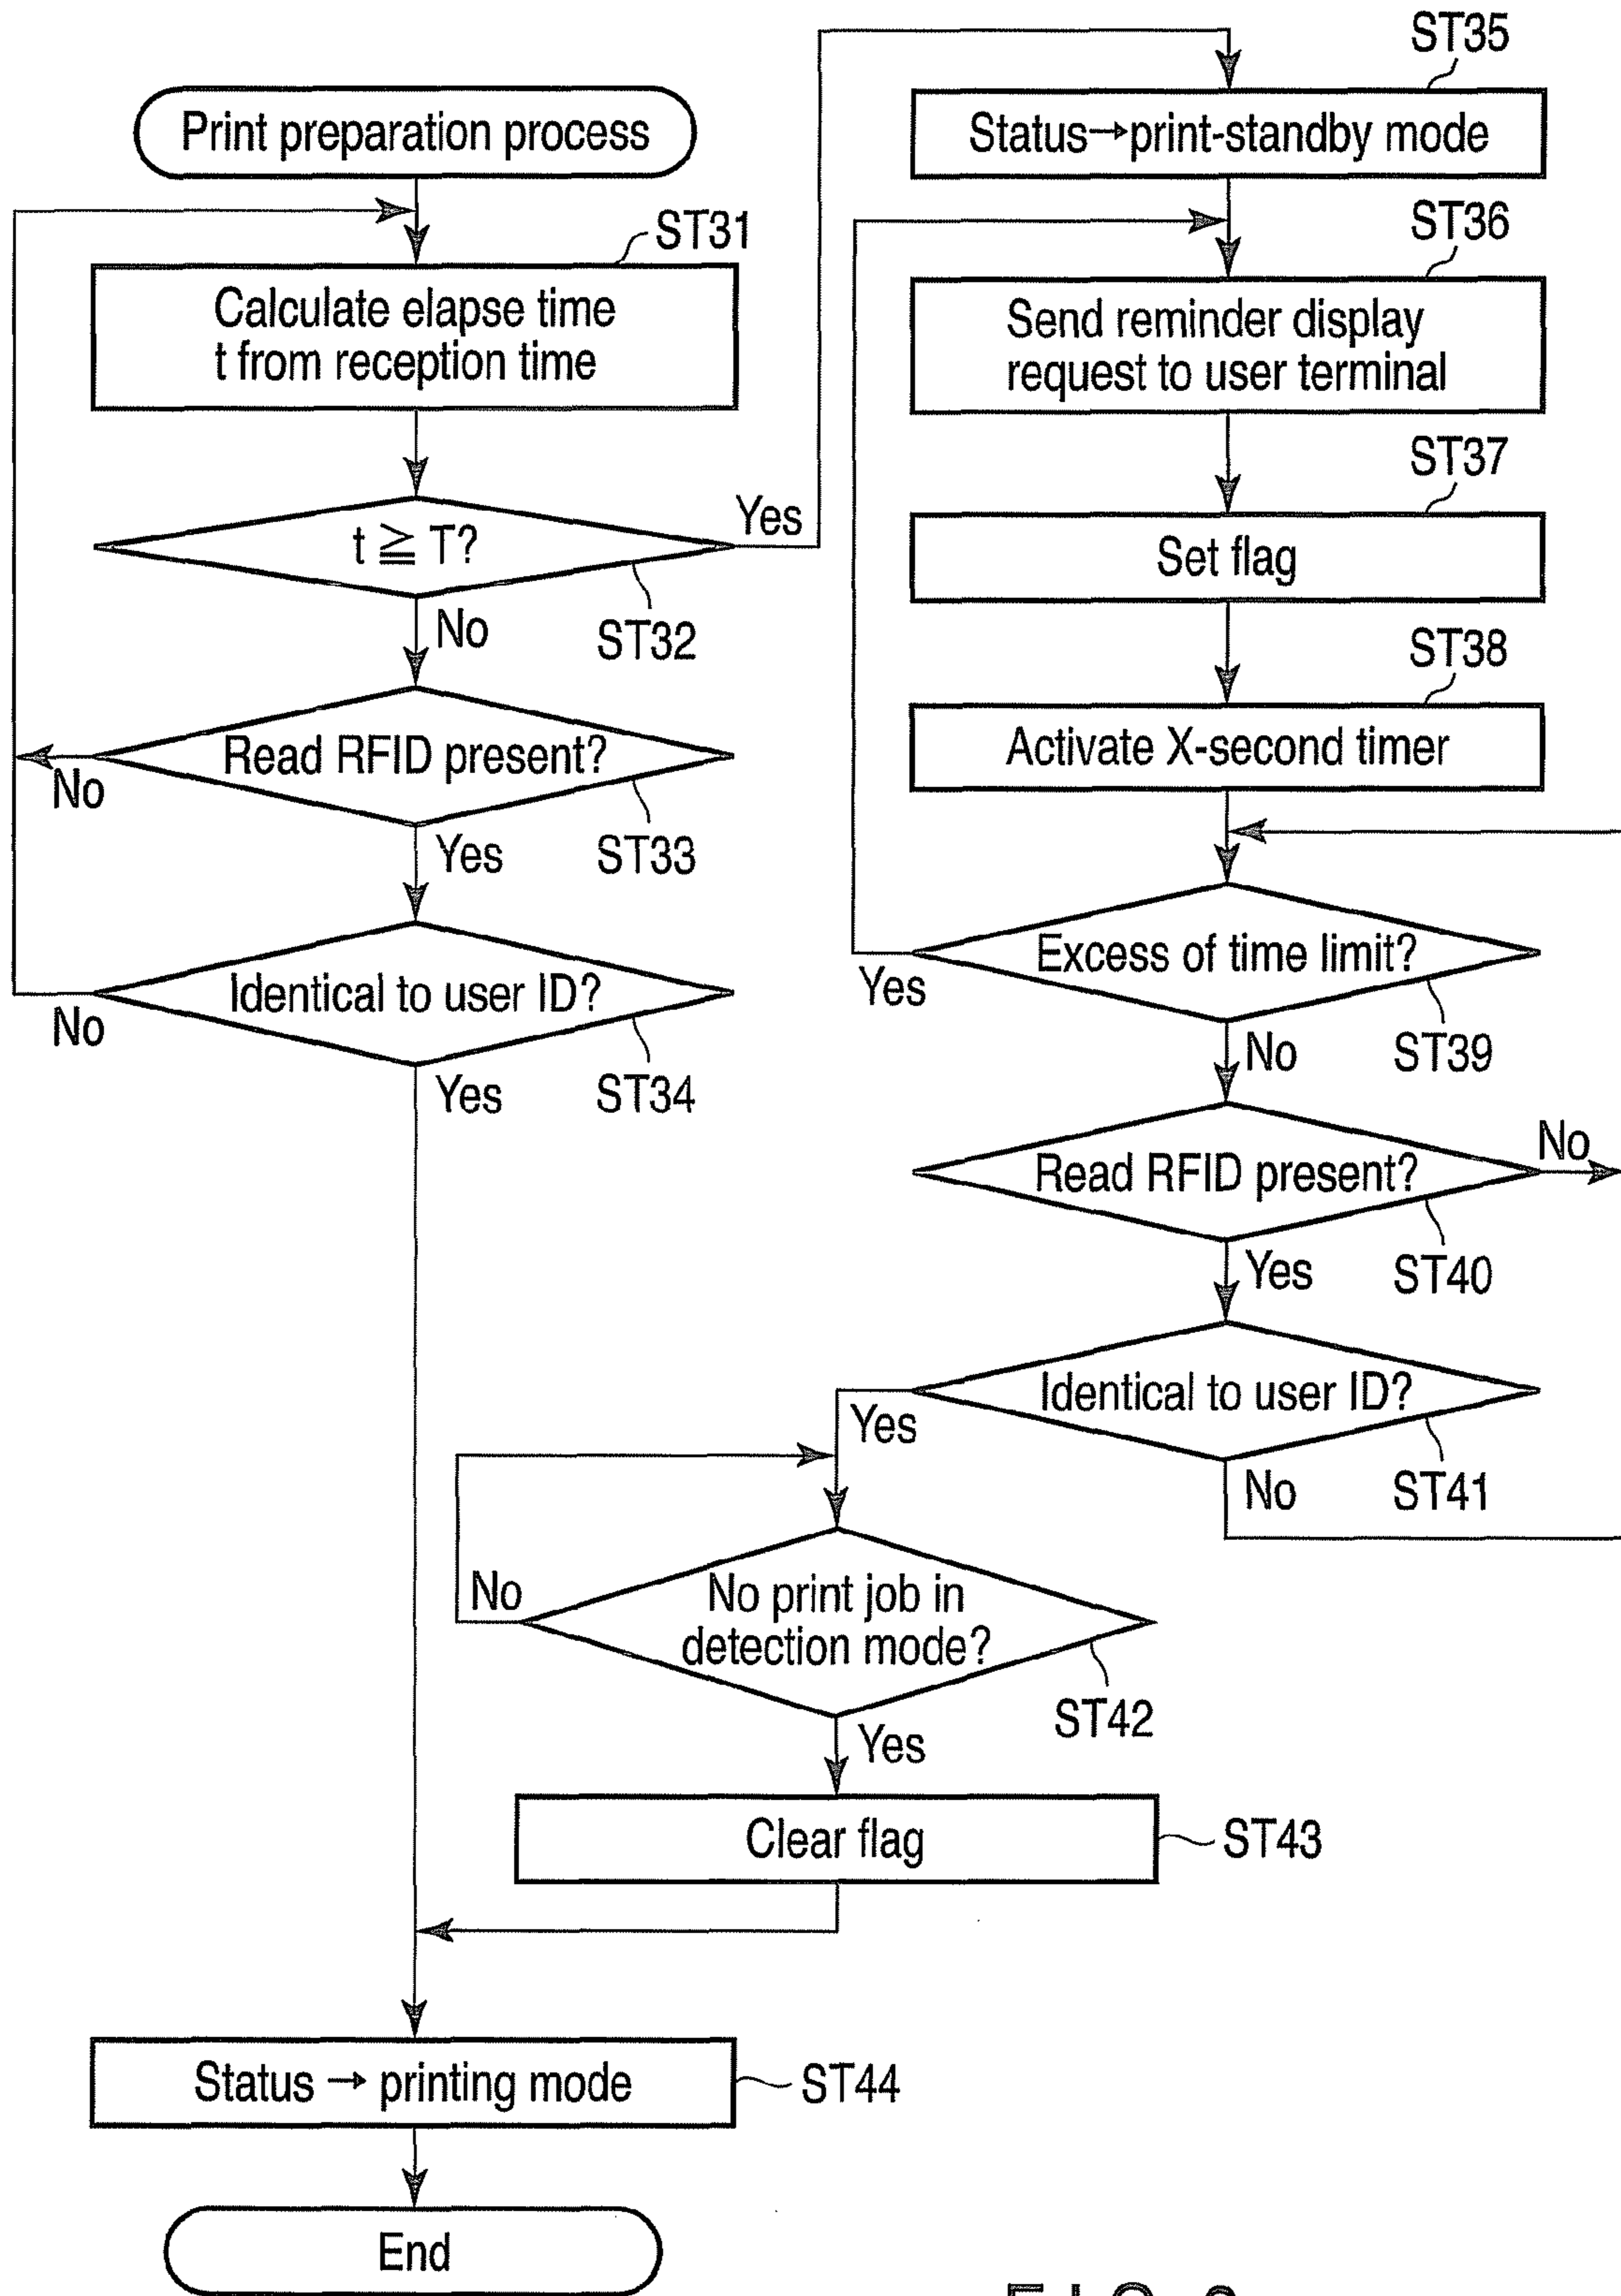 Print preparation process
ST31
Calculate elapse time
t from reception time
t ≧ T?
Yes
No
ST32
Read RFID present?
No
Yes
ST33
Identical to user ID?
No
Yes
ST34
ST35
Status→print-standby mode
ST36
Send reminder display
request to user terminal
ST37
Set flag
ST38
Activate X-second timer
Excess of time limit?
Yes
No
ST39
Read RFID present?
No
Yes
ST40
Identical to user ID?
Yes
No
ST41
No print job in
detection mode?
No
Yes
ST42
Clear flag
ST43
Status → printing mode
ST44
End